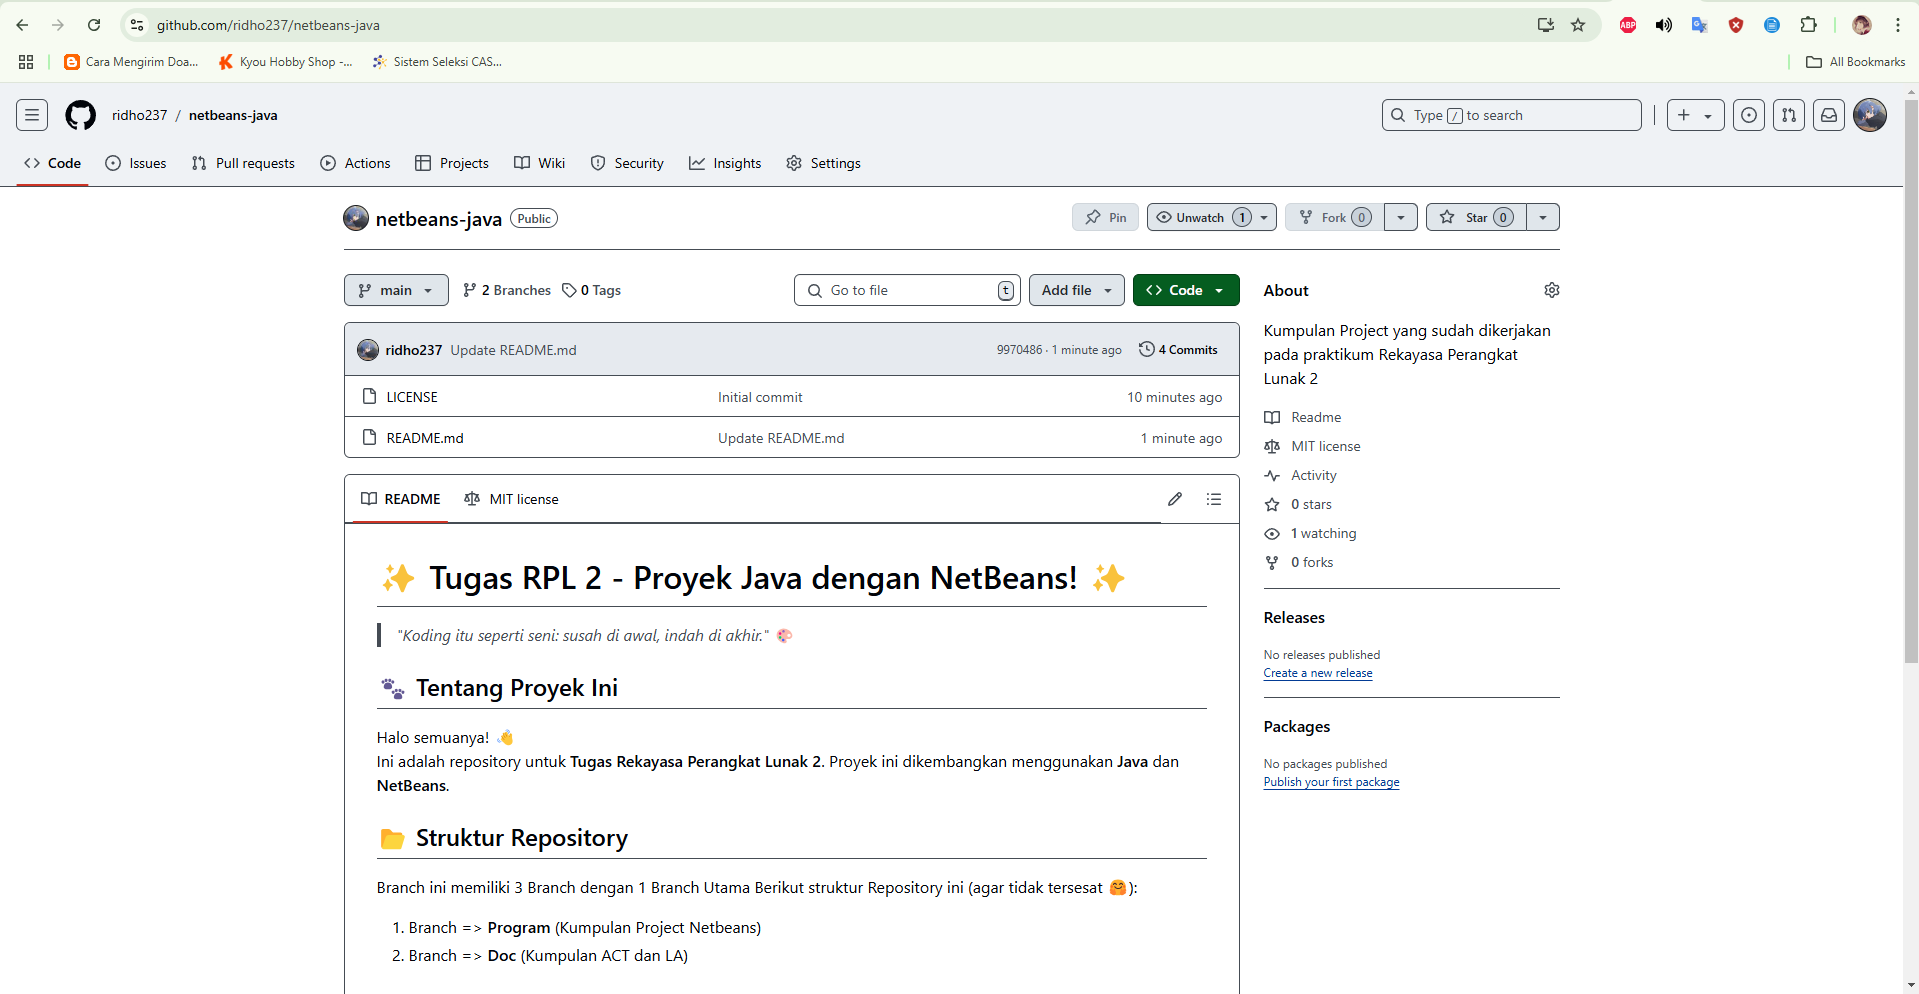 github.com/ridho237/netbeans-java
ABP
Cara Mengirim Doa...
Kyou Hobby Shop -...
Sistem Seleksi CAS...
All Bookmarks
ridho237 / netbeans-java
Type / to search
Code
Issues
Pull requests
Actions
Projects
Wiki
Security
Insights
Settings
netbeans-java Public
Pin
Unwatch 1
Fork 0
Star 0
main
2 Branches
0 Tags
Go to file t
Add file
Code
ridho237 Update README.md 9970486 · 1 minute ago 4 Commits
LICENSE Initial commit 10 minutes ago
README.md Update README.md 1 minute ago
README
MIT license
✨ Tugas RPL 2 - Proyek Java dengan NetBeans! ✨
"Koding itu seperti seni: susah di awal, indah di akhir." 🎨
🐾 Tentang Proyek Ini
Halo semuanya! 👋
Ini adalah repository untuk Tugas Rekayasa Perangkat Lunak 2. Proyek ini dikembangkan menggunakan Java dan
NetBeans.
📂 Struktur Repository
Branch ini memiliki 3 Branch dengan 1 Branch Utama Berikut struktur Repository ini (agar tidak tersesat 🤗):
1. Branch => Program (Kumpulan Project Netbeans)
2. Branch => Doc (Kumpulan ACT dan LA)
About
Kumpulan Project yang sudah dikerjakan
pada praktikum Rekayasa Perangkat
Lunak 2
Readme
MIT license
Activity
0 stars
1 watching
0 forks
Releases
No releases published
Create a new release
Packages
No packages published
Publish your first package